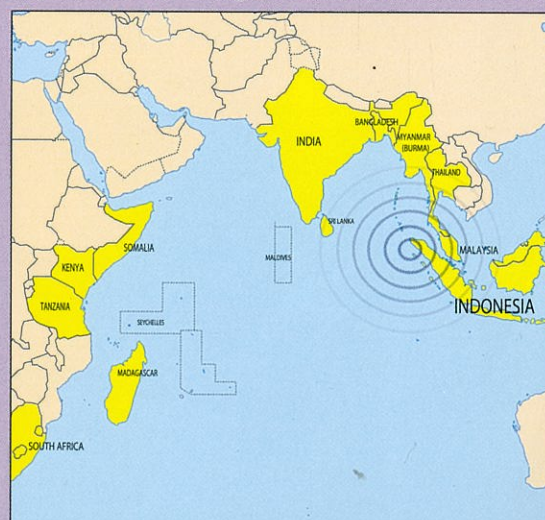 BANGLADESH
INDIA
MYANMAR
(BURMA)
THAILAND
SRI LANKA
SOMALIA
MALDIVES
MALAYSIA
KENYA
TANZANIA
INDONESIA
SEYCHELLES
MADAGASCAR
SOUTH AFRICA